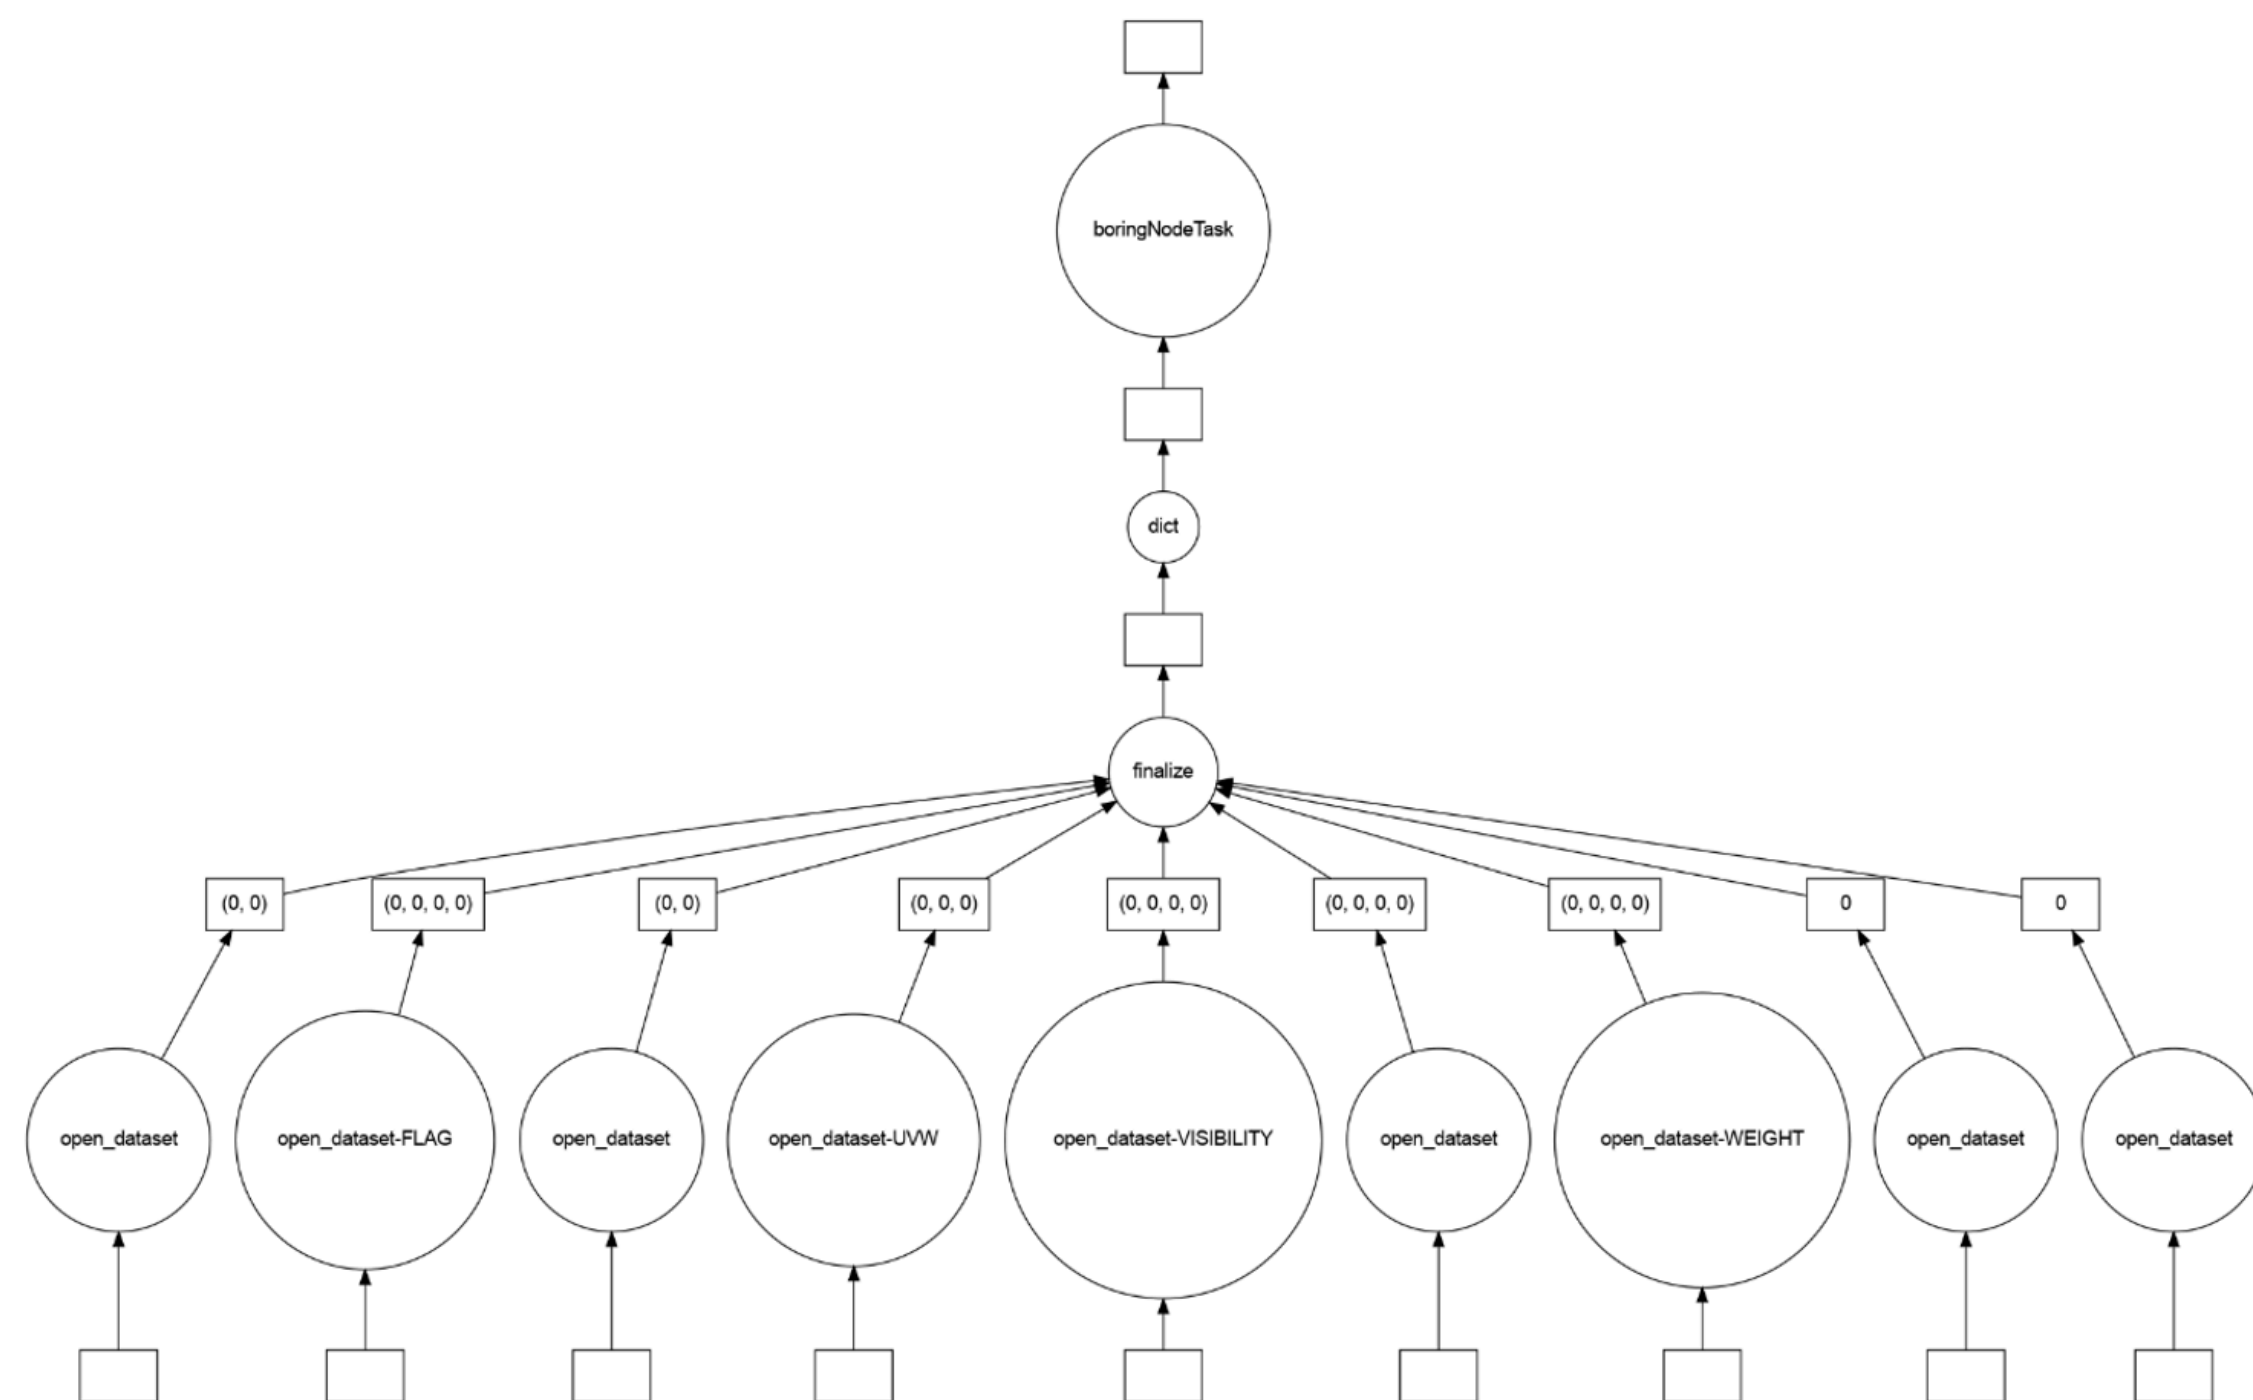 boringNodeTask
dict
finalize
(0, 0)
(0, 0, 0, 0)
(0, 0)
(0, 0, 0)
(0, 0, 0, 0)
(0, 0, 0, 0)
(0, 0, 0, 0)
0
0
open_dataset
open_dataset-FLAG
open_dataset
open_dataset-UVW
open_dataset-VISIBILITY
open_dataset
open_dataset-WEIGHT
open_dataset
open_dataset